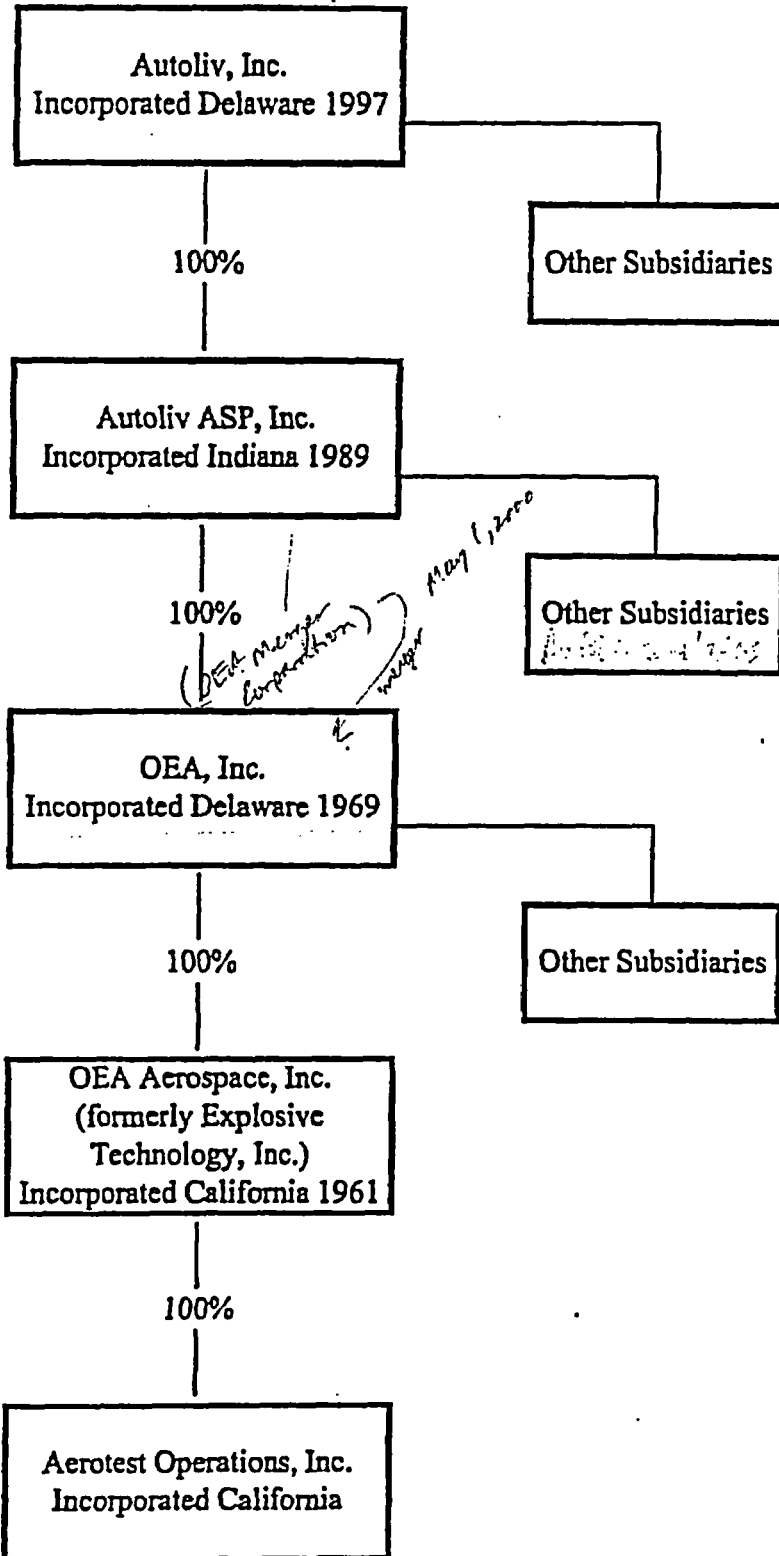 Autoliv, Inc.
Incorporated Delaware 1997
100%
Other Subsidiaries
Autoliv ASP, Inc.
Incorporated Indiana 1989
100%
(OEA Merger
Corporation)
merger
May 1, 2000
Other Subsidiaries
OEA, Inc.
Incorporated Delaware 1969
100%
Other Subsidiaries
OEA Aerospace, Inc.
(formerly Explosive
Technology, Inc.)
Incorporated California 1961
100%
Aerotest Operations, Inc.
Incorporated California